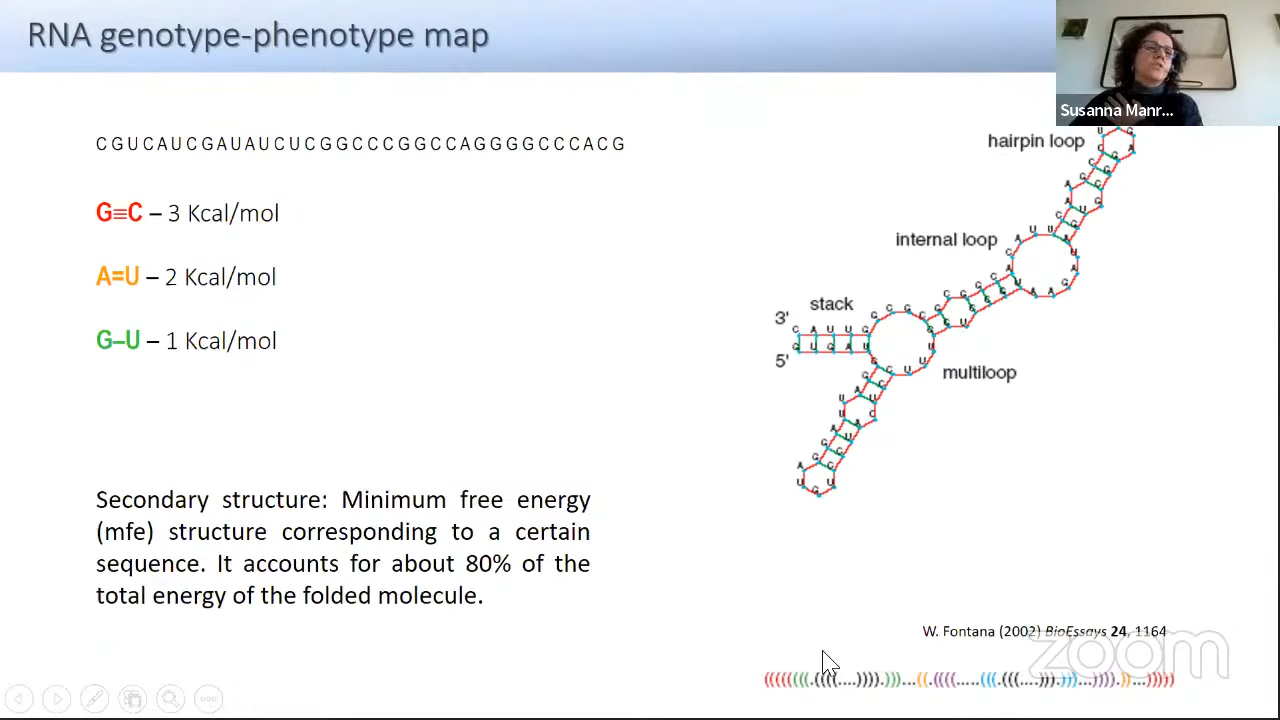 RNA genotype-phenotype map
Susanna Manr...
CGUCAUCGAUAUCUCGGCCCGGCCAGGGGCCCACG
G≡C – 3 Kcal/mol
A=U – 2 Kcal/mol
G–U – 1 Kcal/mol
hairpin loop
internal loop
stack
3'
5'
multiloop
Secondary structure: Minimum free energy
(mfe) structure corresponding to a certain
sequence. It accounts for about 80% of the
total energy of the folded molecule.
W. Fontana (2002) BioEssays 24, 1164
zoom